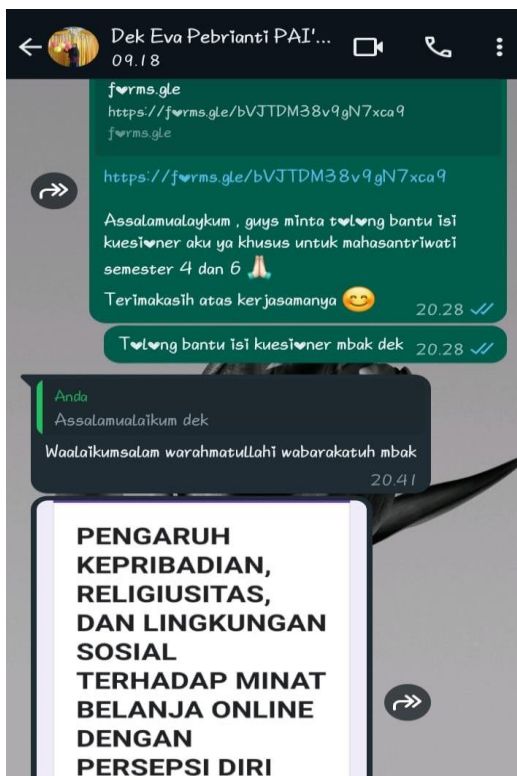 Dek Eva Pebrianti PAI'...
09.18
f❤rms.gle
https://f❤rms.gle/bVJTDM38v9gN7xca9
f❤rms.gle
https://f❤rms.gle/bVJTDM38v9gN7xca9
Assalamualaykum , guys minta t❤l❤ng bantu isi
kuesi❤ner aku ya khusus untuk mahasantriwati
semester 4 dan 6 🙏🏻
Terimakasih atas kerjasamanya 😊
20.28
T❤l❤ng bantu isi kuesi❤ner mbak dek 20.28
Anda
Assalamualaikum dek
Waalaikumsalam warahmatullahi wabarakatuh mbak
20.41
PENGARUH
KEPRIBADIAN,
RELIGIUSITAS,
DAN LINGKUNGAN
SOSIAL
TERHADAP MINAT
BELANJA ONLINE
DENGAN
PERSEPSI DIRI